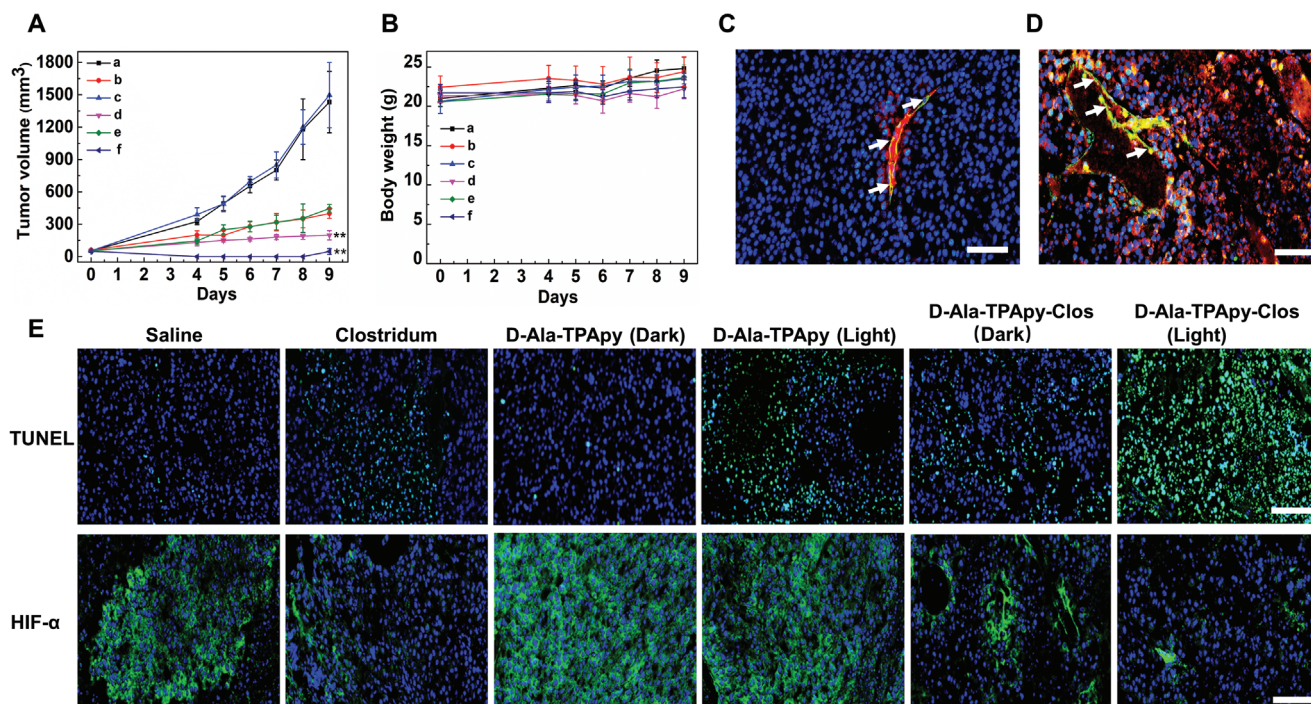 A
Tumor volume (mm³)
1800
1500
1200
900
600
300
0
a
b
c
d
e
f
**
**
0 1 2 3 4 5 6 7 8 9
Days
B
Body weight (g)
25
20
15
10
5
0
a
b
c
d
e
f
0 1 2 3 4 5 6 7 8 9
Days
C
D
E
Saline
Clostridum
D-Ala-TPApy (Dark)
D-Ala-TPApy (Light)
D-Ala-TPApy-Clos
(Dark)
D-Ala-TPApy-Clos
(Light)
TUNEL
HIF-α